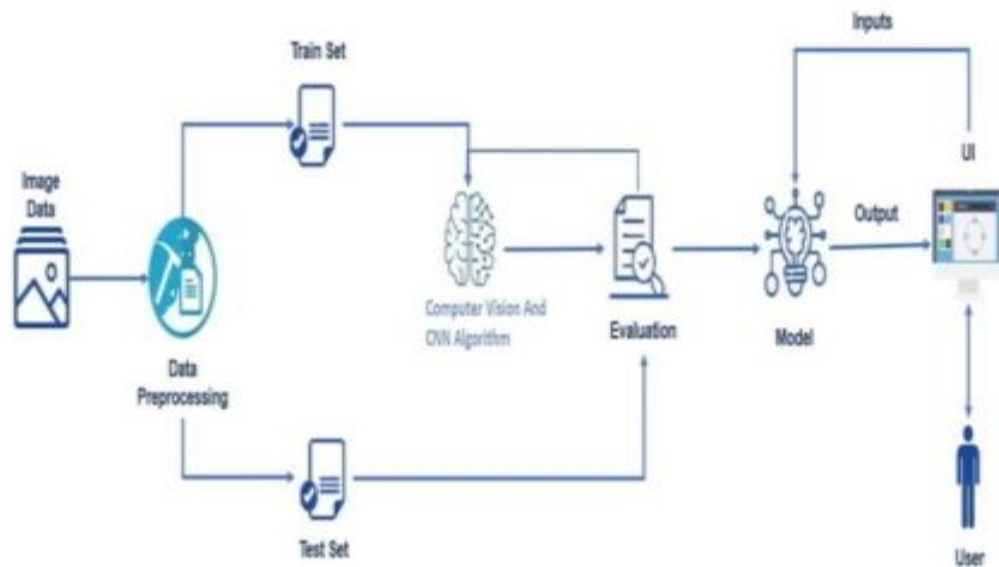 Inputs
Train Set
UI
Image
Data
Output
Computer Vision And
CNN Algorithm
Evaluation
Model
Data
Preprocessing
Test Set
User